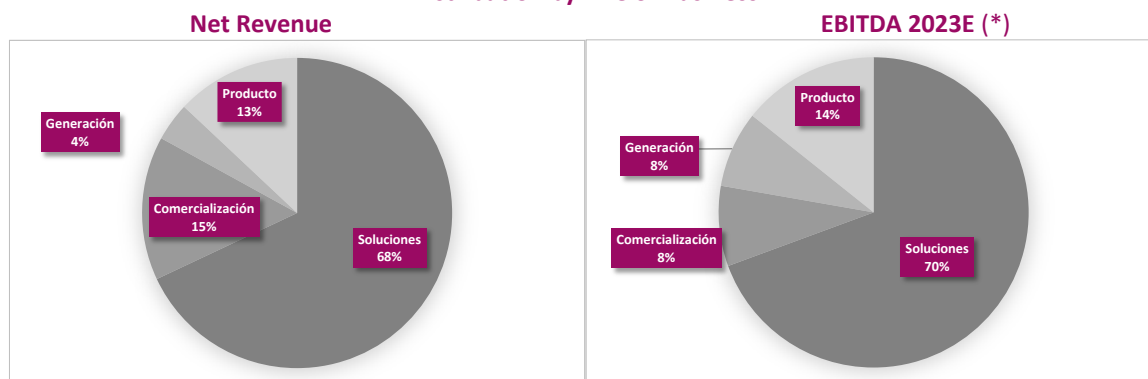 Net Revenue
EBITDA 2023E (*)
Producto
13%
Generación
4%
Comercialización
15%
Soluciones
68%
Producto
14%
Generación
8%
Comercialización
8%
Soluciones
70%